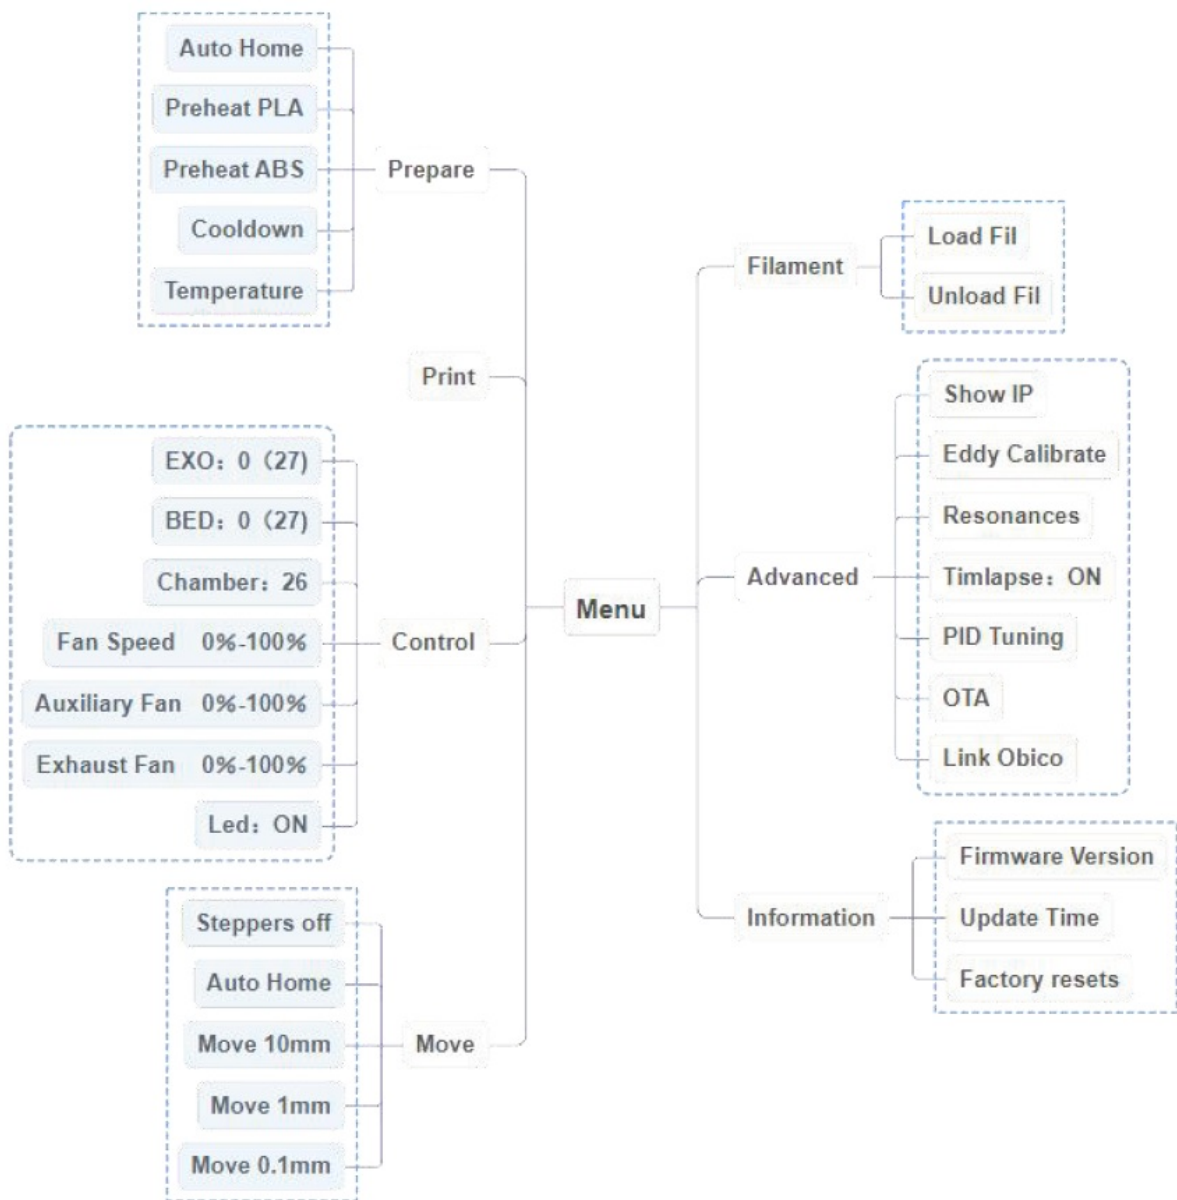 Auto Home
Preheat PLA
Preheat ABS
Cooldown
Temperature
Prepare
Print
EXO：0（27）
BED：0（27）
Chamber：26
Fan Speed 0%-100%
Auxiliary Fan 0%-100%
Exhaust Fan 0%-100%
Led：ON
Control
Steppers off
Auto Home
Move 10mm
Move 1mm
Move 0.1mm
Move
Menu
Filament
Load Fil
Unload Fil
Advanced
Show IP
Eddy Calibrate
Resonances
Timlapse：ON
PID Tuning
OTA
Link Obico
Information
Firmware Version
Update Time
Factory resets